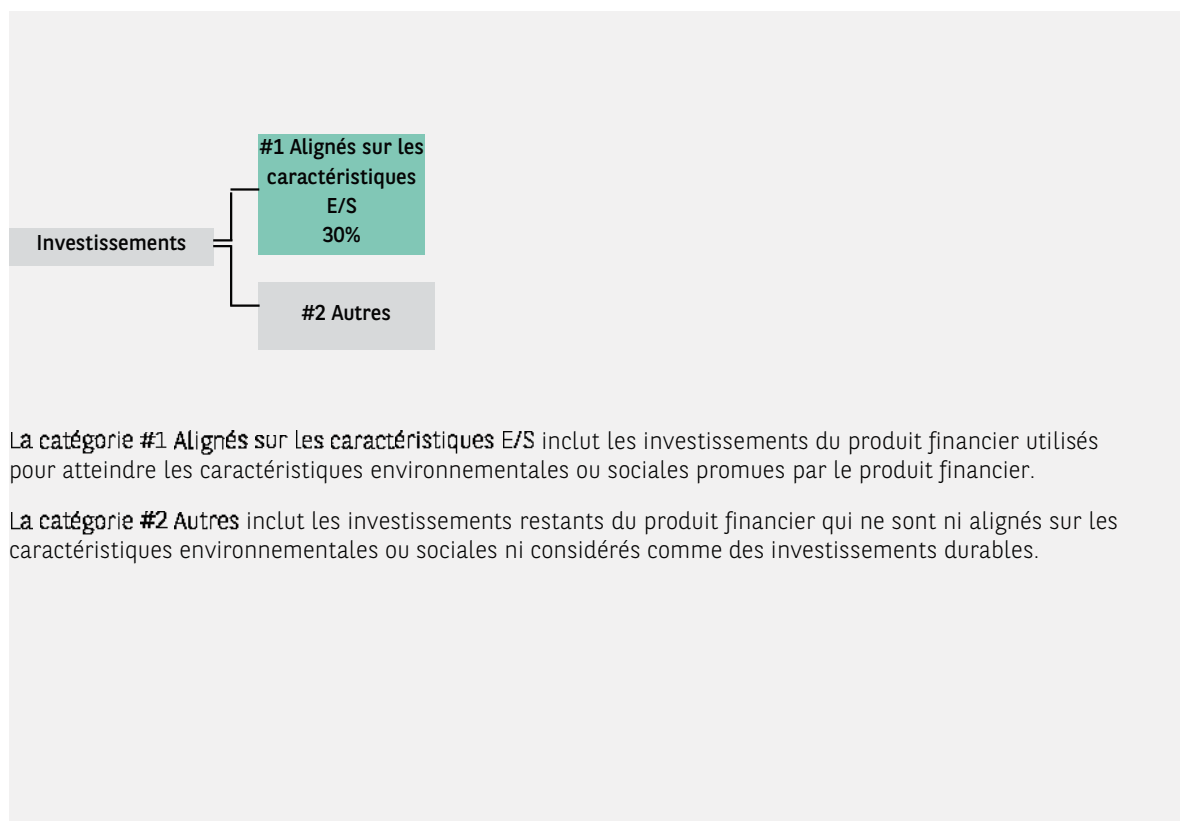 #1 Alignés sur les
caractéristiques
E/S
30%
Investissements
#2 Autres
La catégorie #1 Alignés sur les caractéristiques E/S inclut les investissements du produit financier utilisés
pour atteindre les caractéristiques environnementales ou sociales promues par le produit financier.
La catégorie #2 Autres inclut les investissements restants du produit financier qui ne sont ni alignés sur les
caractéristiques environnementales ou sociales ni considérés comme des investissements durables.